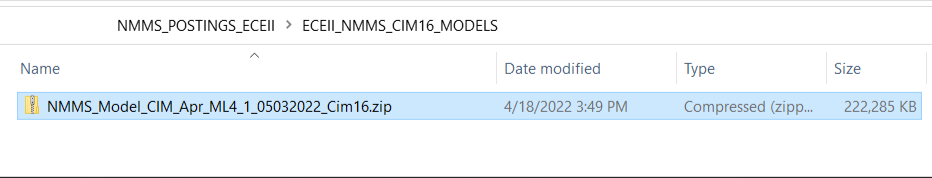 NMMS_POSTINGS_ECEII > ECEII_NMMS_CIM16_MODELS
Name Date modified Type Size
NMMS_Model_CIM_Apr_ML4_1_05032022_Cim16.zip 4/18/2022 3:49 PM Compressed (zipp... 222,285 KB